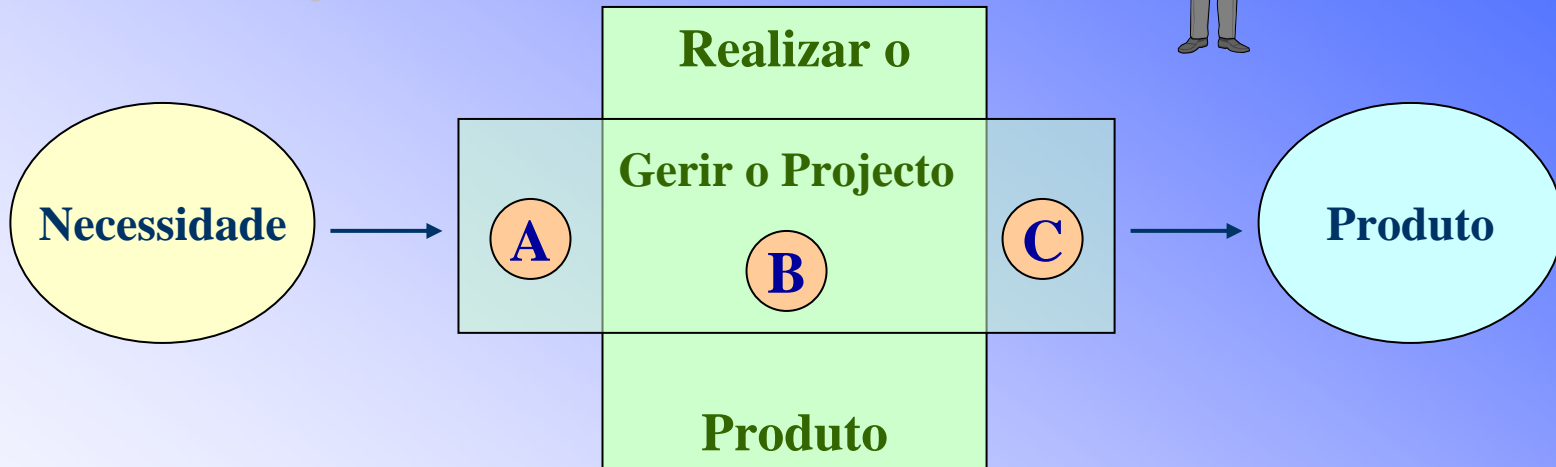 Realizar o
Gerir o Projecto
Necessidade
A
B
C
Produto
Produto